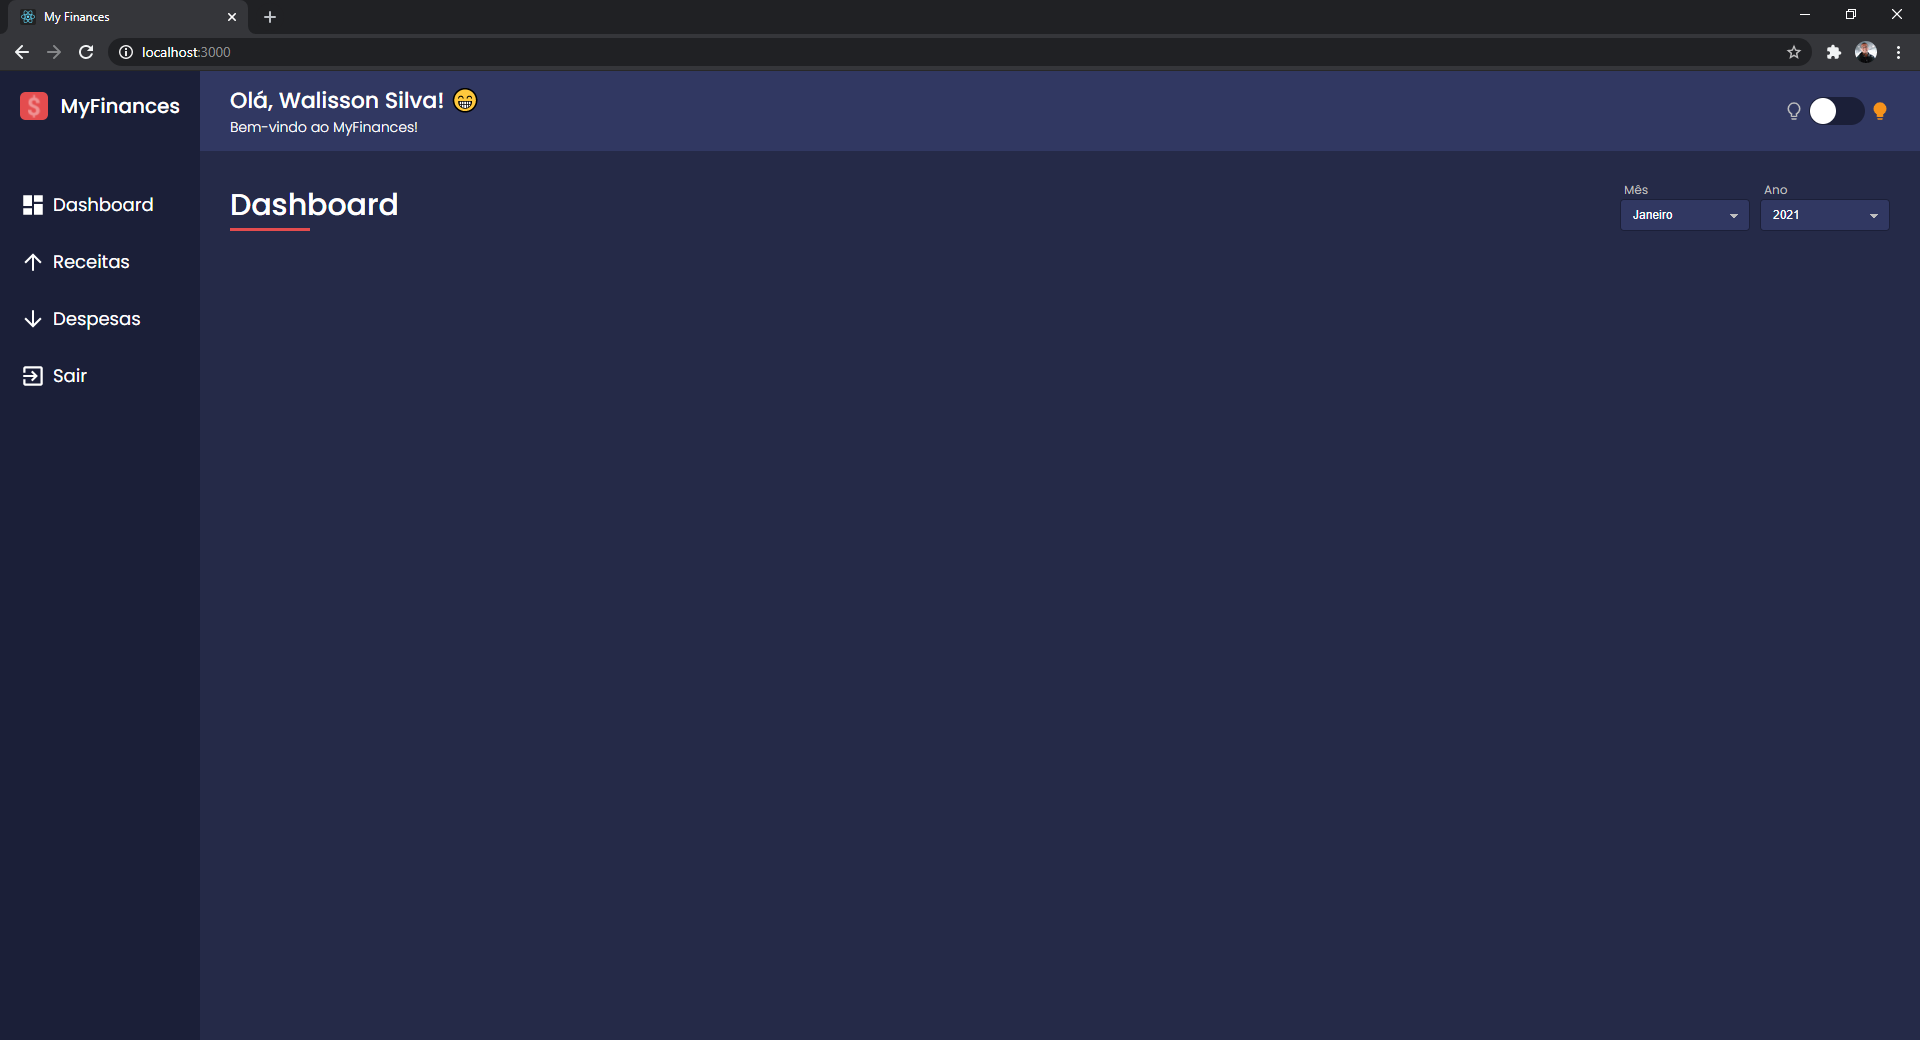 My Finances
localhost:3000
MyFinances
Olá, Walisson Silva! 😁
Bem-vindo ao MyFinances!
Dashboard
Receitas
Despesas
Sair
Dashboard
Mês
Ano
Janeiro
2021